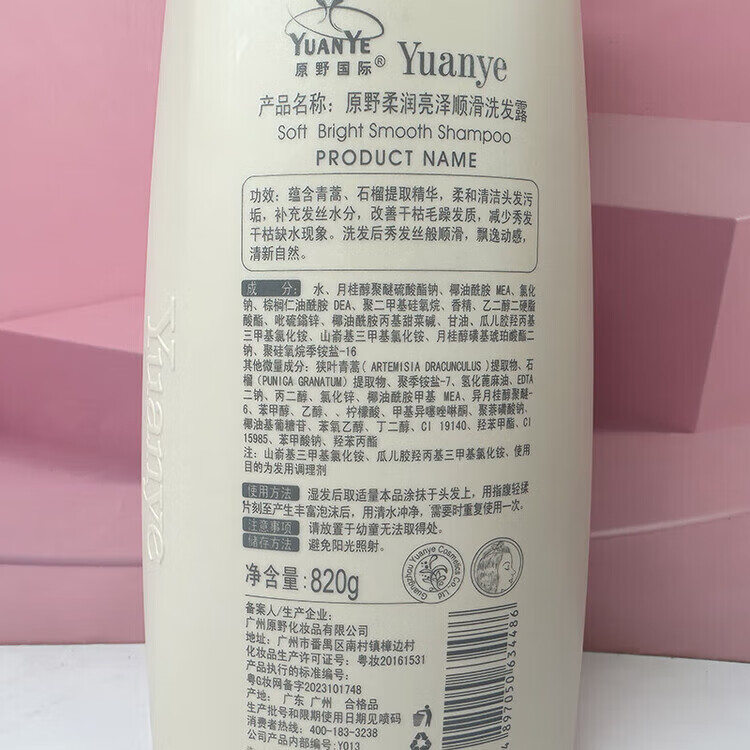 YUANYE
原野国际®
Yuanye
产品名称：原野柔润亮泽顺滑洗发露
Soft Bright Smooth Shampoo
PRODUCT NAME
功效：蕴含青蒿、石榴提取精华，柔和清洁头发污
垢，补充发丝水分，改善干枯毛躁发质，减少秀发
干枯缺水现象。洗发后秀发丝般顺滑，飘逸动感，
清新自然。
成 分：水、月桂醇聚醚硫酸酯钠、椰油酰胺 MEA、氯化
钠、棕榈仁油酰胺 DEA、聚二甲基硅氧烷、香精、乙二醇二硬脂
酸酯、吡硫鎓锌、椰油酰胺丙基甜菜碱、甘油、瓜儿胶羟丙基
三甲基氯化铵、山嵛基三甲基氯化铵、月桂醇磺基琥珀酸酯二
钠、聚硅氧烷季铵盐-16
其他微量成分：狭叶青蒿( ARTEMISIA DRACUNCULUS )提取物、石
榴（PUNICA GRANATUM）提取物、聚季铵盐-7、氢化蓖麻油、EDTA
二钠、丙二醇、氯化锌、椰油酰胺甲基 MEA、异月桂醇聚醚-
6、苯甲醇、乙醇、、柠檬酸、甲基异噻唑啉酮、聚萘磺酸钠、
椰油基葡糖苷、苯氧乙醇、丁二醇、CI 19140、羟苯甲酯、CI
15985、苯甲酸钠、羟苯丙酯
注：山嵛基三甲基氯化铵、瓜儿胶羟丙基三甲基氯化铵、使用
目的为发用调理剂
使用方法 湿发后取适量本品涂抹于头发上，用指腹轻揉
片刻至产生丰富泡沫后，用清水冲净，需要时重复使用一次。
注意事项 请放置于幼童无法取得处。
储存方法 避免阳光照射。
Guangzhou Yuanye Cosmetics Co., Ltd
净含量：820g
备案人/生产企业：
广州原野化妆品有限公司
地址：广州市番禺区南村镇樟边村
化妆品生产许可证号：粤妆20161531
产品执行的标准编号：
粤G妆网备字2023101748
产地： 广东 广州 合格品
生产批号和限期使用日期见喷码
消费者热线：400-183-3238
公司产品内部编号：Y013
4897050634486
Yuanye